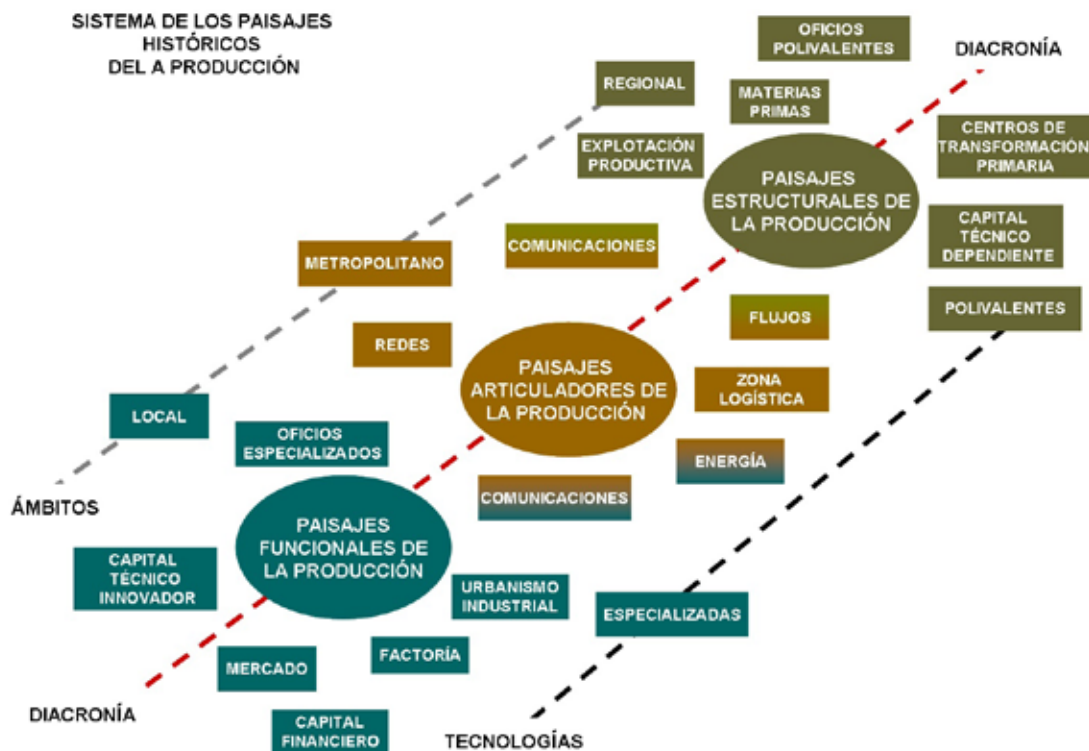 SISTEMA DE LOS PAISAJES
HISTÓRICOS
DEL A PRODUCCIÓN
OFICIOS
POLIVALENTES
DIACRONÍA
REGIONAL
MATERIAS
PRIMAS
EXPLOTACIÓN
PRODUCTIVA
CENTROS DE
TRANSFORMACIÓN
PRIMARIA
PAISAJES
ESTRUCTURALES DE
LA PRODUCCIÓN
CAPITAL
TÉCNICO
DEPENDIENTE
COMUNICACIONES
METROPOLITANO
POLIVALENTES
FLUJOS
REDES
PAISAJES
ARTICULADORES DE
LA PRODUCCIÓN
ZONA
LOGÍSTICA
LOCAL
OFICIOS
ESPECIALIZADOS
ENERGÍA
COMUNICACIONES
ÁMBITOS
PAISAJES
FUNCIONALES DE
LA PRODUCCIÓN
CAPITAL
TÉCNICO
INNOVADOR
URBANISMO
INDUSTRIAL
ESPECIALIZADAS
FACTORÍA
MERCADO
DIACRONÍA
CAPITAL
FINANCIERO
TECNOLOGÍAS